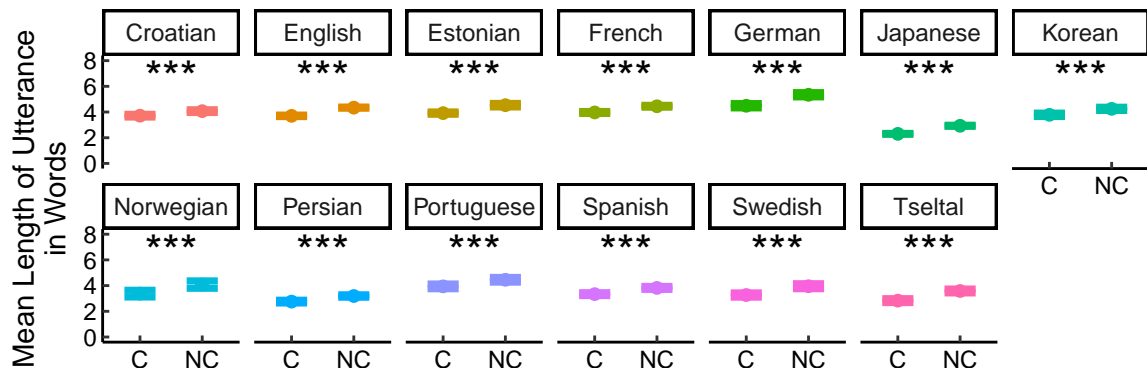 Mean Length of Utterance
in Words
Croatian English Estonian French German Japanese Korean
8 *** *** *** *** *** *** ***
6
4
2
0
C NC
Norwegian Persian Portuguese Spanish Swedish Tseltal
8 *** *** *** *** *** ***
6
4
2
0
C NC C NC C NC C NC C NC C NC